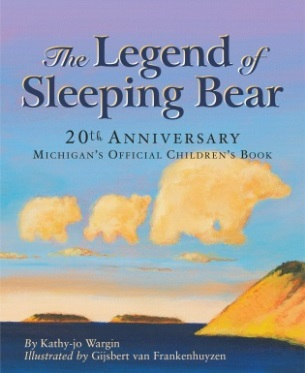 The Legend of
Sleeping Bear
20th ANNIVERSARY
MICHIGAN'S OFFICIAL CHILDREN'S BOOK
By Kathy-jo Wargin
Illustrated by Gijsbert van Frankenhuyzen